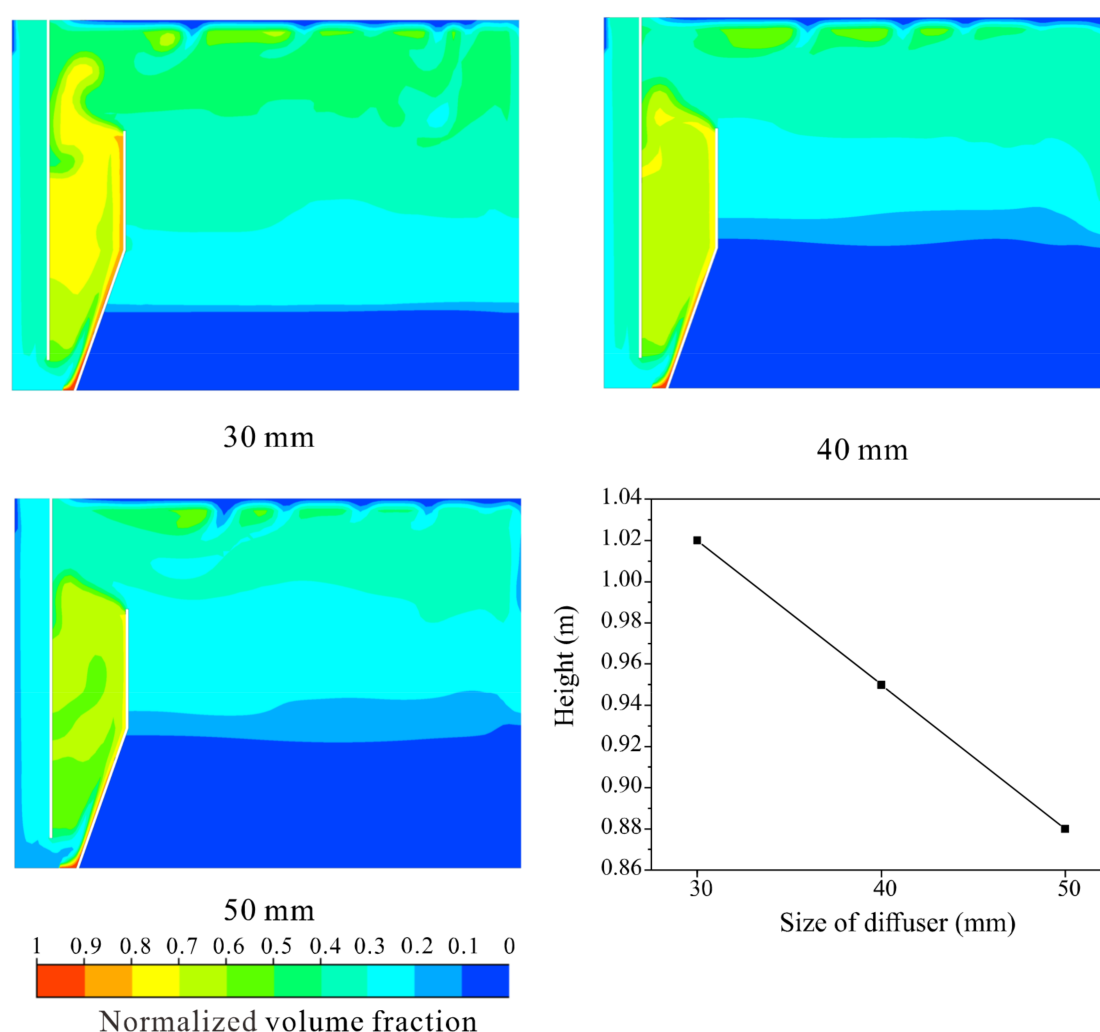 30 mm
40 mm
50 mm
1 0.9 0.8 0.7 0.6 0.5 0.4 0.3 0.2 0.1 0
Normalized volume fraction
1.04
1.02
1.00
0.98
0.96
0.94
0.92
0.90
0.88
0.86
Height (m)
30 40 50
Size of diffuser (mm)